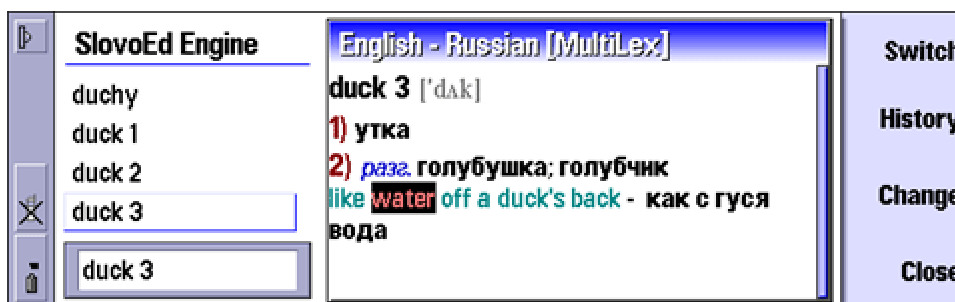 SlovoEd Engine
duchy
duck 1
duck 2
duck 3
duck 3
English - Russian [MultiLex]
duck 3 ['dʌk]
1) утка
2) разг. голубушка; голубчик
like water off a duck's back - как с гуся
вода
Switch
History
Change
Close